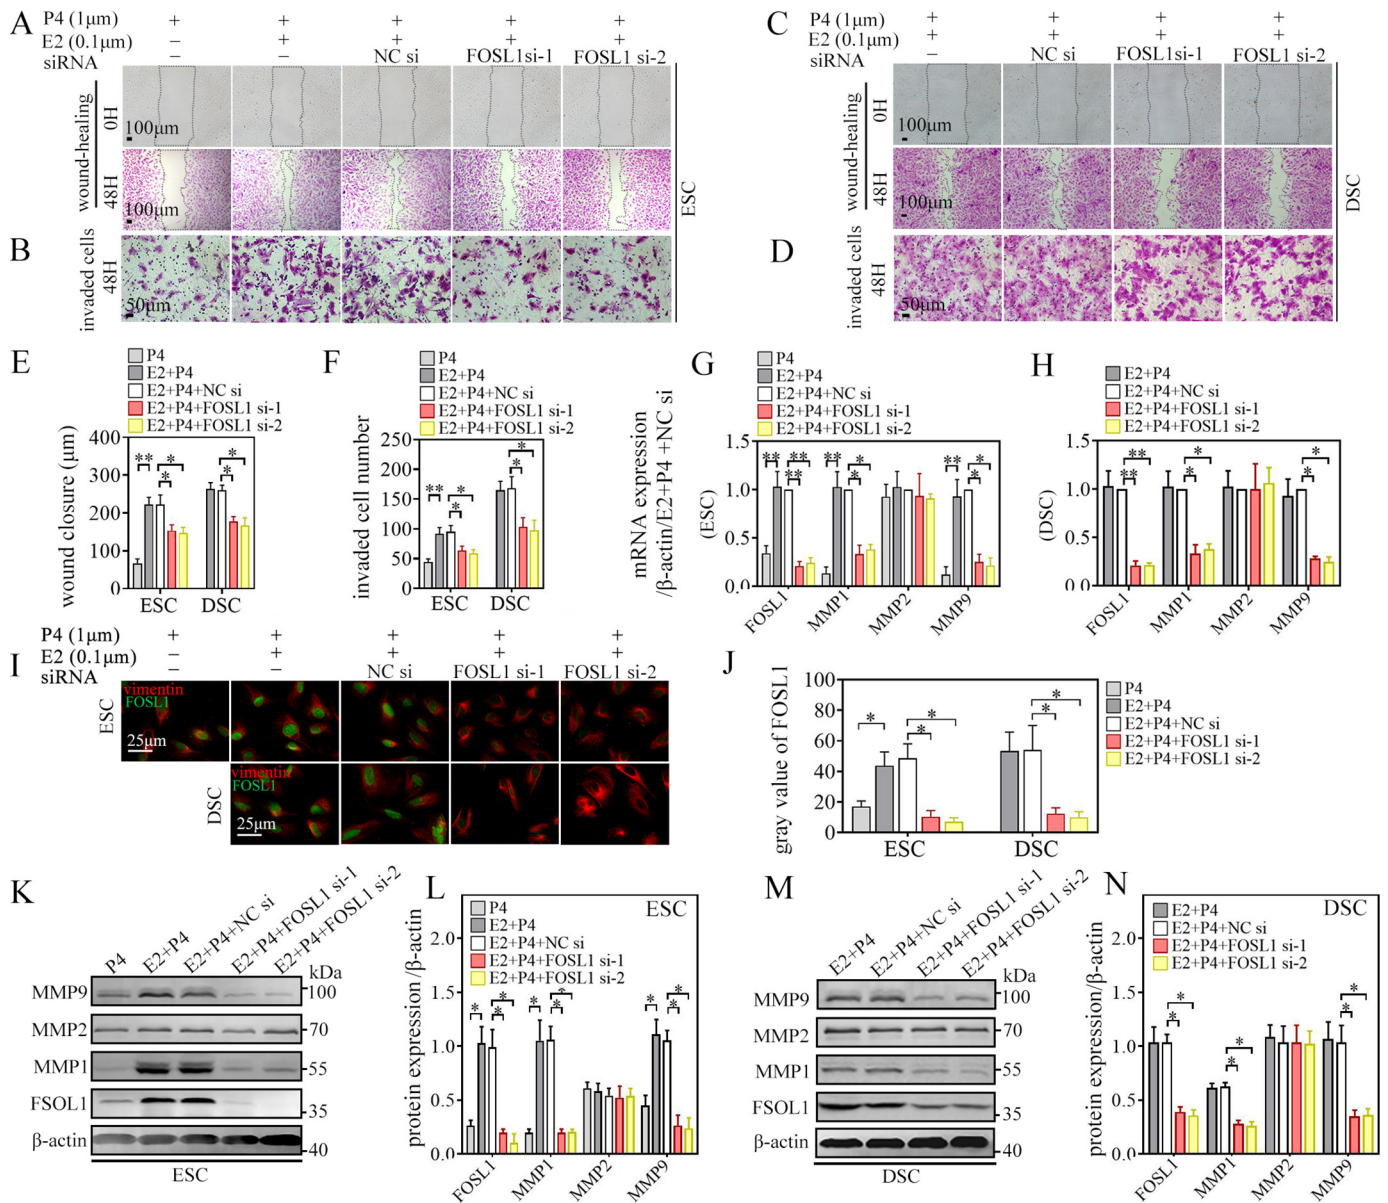 A
P4 (1μm) + + + + +
E2 (0.1μm) − + + + +
siRNA − − NC si FOSL1si-1 FOSL1 si-2
wound-healing
0H
100μm
48H
100μm
ESC
B
invaded cells
48H
50μm
C
P4 (1μm) + + + +
E2 (0.1μm) + + + +
siRNA − NC si FOSL1si-1 FOSL1 si-2
wound-healing
0H
100μm
48H
100μm
DSC
D
invaded cells
48H
50μm
E
P4
E2+P4
E2+P4+NC si
E2+P4+FOSL1 si-1
E2+P4+FOSL1 si-2
wound closure (μm)
400
300
200
100
0
** * * * *
ESC DSC
F
P4
E2+P4
E2+P4+NC si
E2+P4+FOSL1 si-1
E2+P4+FOSL1 si-2
invaded cell number
250
200
150
100
50
0
** * * * *
ESC DSC
G
P4
E2+P4
E2+P4+NC si
E2+P4+FOSL1 si-1
E2+P4+FOSL1 si-2
mRNA expression
/β-actin/E2+P4 +NC si
(ESC)
1.5
1.0
0.5
0.0
** ** ** ** * * ** * *
FOSL1 MMP1 MMP2 MMP9
H
E2+P4
E2+P4+NC si
E2+P4+FOSL1 si-1
E2+P4+FOSL1 si-2
(DSC)
1.5
1.0
0.5
0.0
** ** * * * **
FOSL1 MMP1 MMP2 MMP9
I
P4 (1μm) + + + + +
E2 (0.1μm) − + + + +
siRNA − − NC si FOSL1 si-1 FOSL1 si-2
ESC
vimentin
FOSL1
25μm
DSC
vimentin
FOSL1
25μm
J
gray value of FOSL1
100
80
60
40
20
0
* * * * *
ESC DSC
P4
E2+P4
E2+P4+NC si
E2+P4+FOSL1 si-1
E2+P4+FOSL1 si-2
K
P4 E2+P4 E2+P4+NC si E2+P4+FOSL1 si-1 E2+P4+FOSL1 si-2
kDa
MMP9 100
MMP2 70
MMP1 55
FSOL1 35
β-actin 40
ESC
L
ESC
P4
E2+P4
E2+P4+NC si
E2+P4+FOSL1 si-1
E2+P4+FOSL1 si-2
protein expression /β-actin
2.0
1.5
1.0
0.5
0.0
* * * * * * * * *
FOSL1 MMP1 MMP2 MMP9
M
E2+P4 E2+P4+NC si E2+P4+FOSL1 si-1 E2+P4+FOSL1 si-2
kDa
MMP9 100
MMP2 70
MMP1 55
FSOL1 35
β-actin 40
DSC
N
DSC
E2+P4
E2+P4+NC si
E2+P4+FOSL1 si-1
E2+P4+FOSL1 si-2
protein expression/β-actin
2.0
1.5
1.0
0.5
0.0
* * * * * *
FOSL1 MMP1 MMP2 MMP9